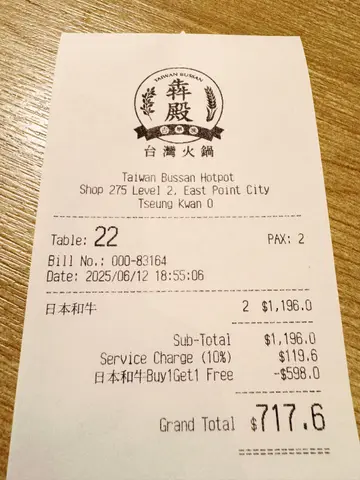 TAIWAN BUSSAN
犇殿
台灣火鍋
Taiwan Bussan Hotpot
Shop 275 Level 2, East Point City
Tseung Kwan O
Table: 22 PAX: 2
Bill No.: 000-83164
Date: 2025/06/12 18:55:06
日本和牛 2 $1,196.0
Sub-Total $1,196.0
Service Charge (10%) $119.6
日本和牛Buy1Get1 Free -$598.0
Grand Total $717.6